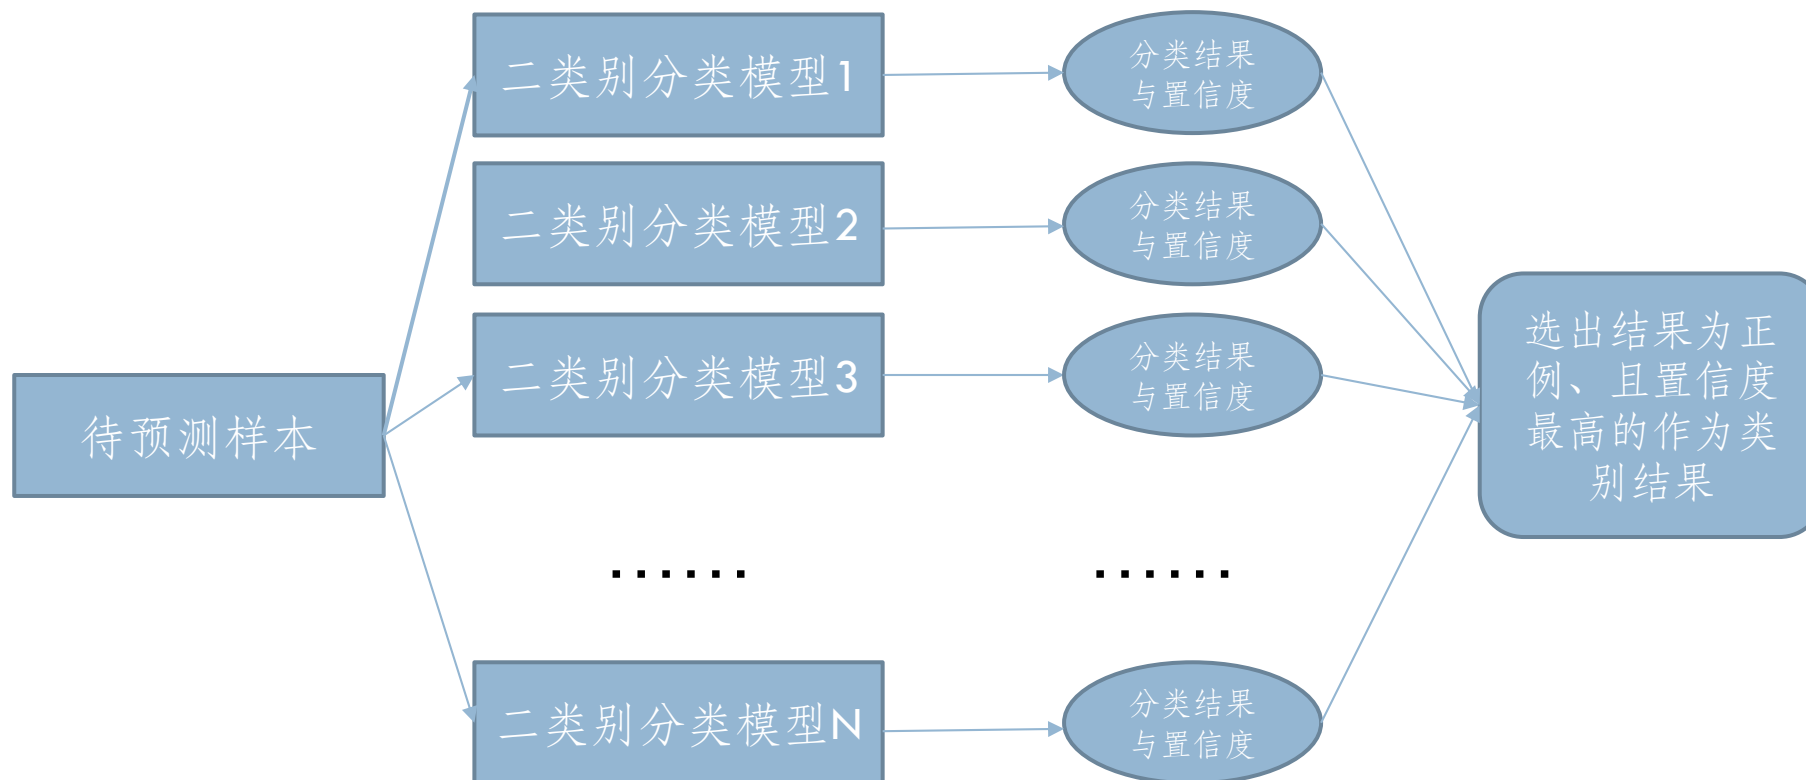 二类别分类模型1
分类结果
与置信度
二类别分类模型2
分类结果
与置信度
二类别分类模型3
分类结果
与置信度
待预测样本
选出结果为正
例、且置信度
最高的作为类
别结果
······
······
二类别分类模型N
分类结果
与置信度